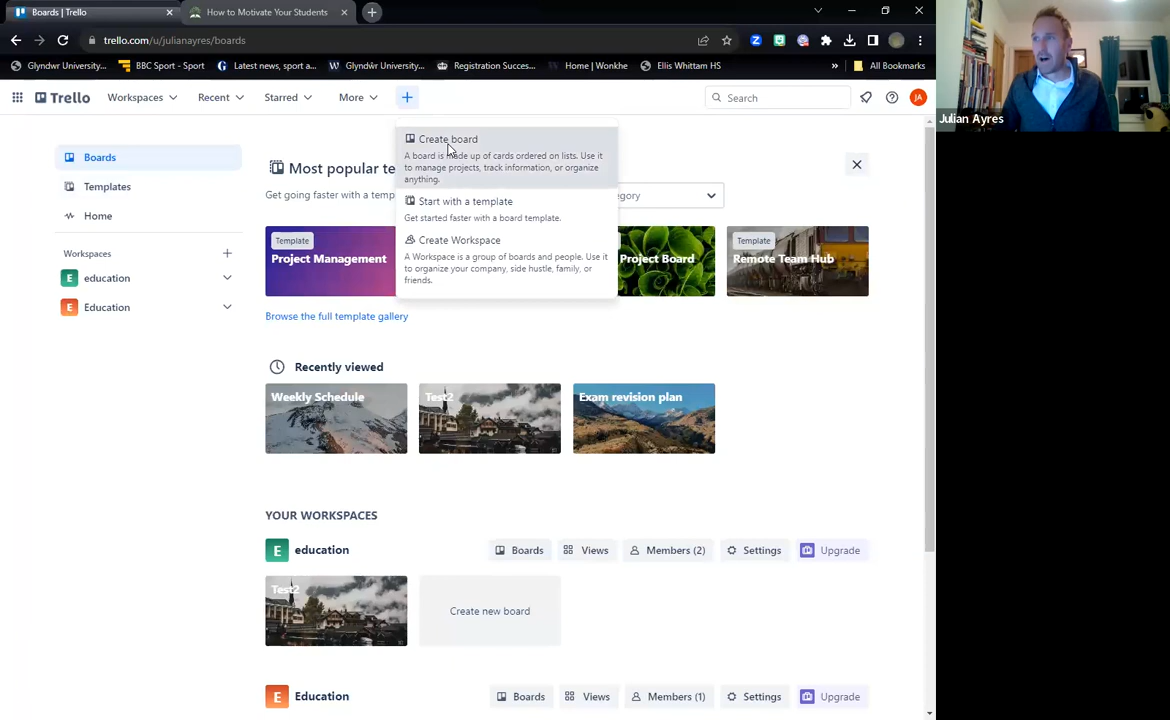 Boards | Trello
How to Motivate Your Students
trello.com/u/julianayres/boards
Glyndwr University...
BBC Sport - Sport
Latest news, sport a...
Glyndŵr University...
Registration Succes...
Home | Wonkhe
Ellis Whittam HS
»
All Bookmarks
Trello
Workspaces
Recent
Starred
More
Search
JA
Julian Ayres
Create board
A board is made up of cards ordered on lists. Use it
to manage projects, track information, or organize
anything.
Start with a template
Get started faster with a board template.
Create Workspace
A Workspace is a group of boards and people. Use it
to organize your company, side hustle, family, or
friends.
Boards
Templates
Home
Workspaces
E education
E Education
Most popular te
Get going faster with a temp
egory
Template
Project Management
Project Board
Template
Remote Team Hub
Browse the full template gallery
Recently viewed
Weekly Schedule
Test2
Exam revision plan
YOUR WORKSPACES
E education
Boards
Views
Members (2)
Settings
Upgrade
Test2
Create new board
E Education
Boards
Views
Members (1)
Settings
Upgrade